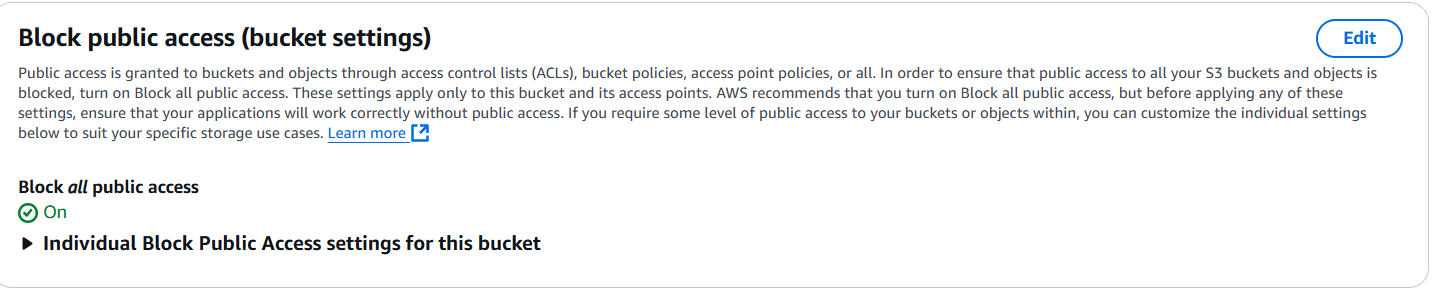 Block public access (bucket settings)
Edit
Public access is granted to buckets and objects through access control lists (ACLs), bucket policies, access point policies, or all. In order to ensure that public access to all your S3 buckets and objects is
blocked, turn on Block all public access. These settings apply only to this bucket and its access points. AWS recommends that you turn on Block all public access, but before applying any of these
settings, ensure that your applications will work correctly without public access. If you require some level of public access to your buckets or objects within, you can customize the individual settings
below to suit your specific storage use cases. Learn more
Block all public access
On
Individual Block Public Access settings for this bucket